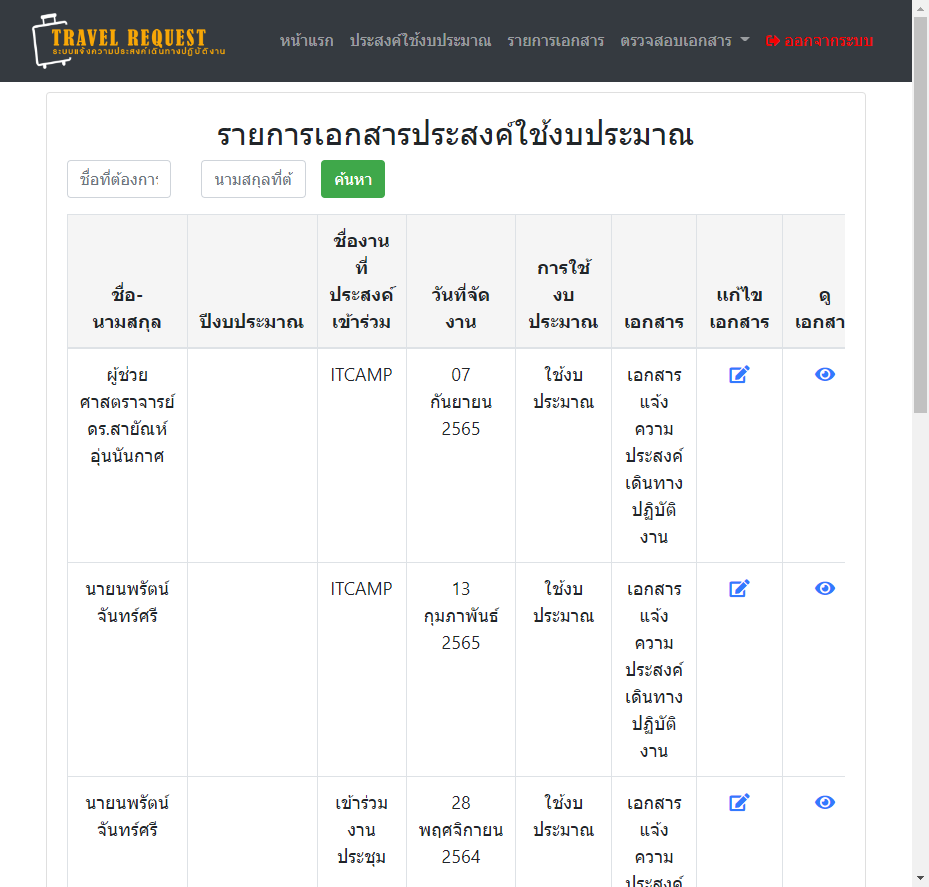 TRAVEL REQUEST
ระบบแจ้งความประสงค์เดินทางปฏิบัติงาน
หน้าแรก ประสงค์ใช้งบประมาณ รายการเอกสาร ตรวจสอบเอกสาร ออกจากระบบ
รายการเอกสารประสงค์ใช้งบประมาณ
ชื่อที่ต้องการ นามสกุลที่ต้ ค้นหา
ชื่อ-
นามสกุล
ปีงบประมาณ
ชื่องาน
ที่
ประสงค์
เข้าร่วม
วันที่จัด
งาน
การใช้
งบ
ประมาณ
เอกสาร
แก้ไข
เอกสาร
ดู
เอกสา
ผู้ช่วย
ศาสตราจารย์
ดร.สายัณห์
อุ่นนันกาศ
ITCAMP
07
กันยายน
2565
ใช้งบ
ประมาณ
เอกสาร
แจ้ง
ความ
ประสงค์
เดินทาง
ปฏิบัติ
งาน
นายนพรัตน์
จันทร์ศรี
ITCAMP
13
กุมภาพันธ์
2565
ใช้งบ
ประมาณ
เอกสาร
แจ้ง
ความ
ประสงค์
เดินทาง
ปฏิบัติ
งาน
นายนพรัตน์
จันทร์ศรี
เข้าร่วม
งาน
ประชุม
28
พฤศจิกายน
2564
ใช้งบ
ประมาณ
เอกสาร
แจ้ง
ความ
ประสงค์